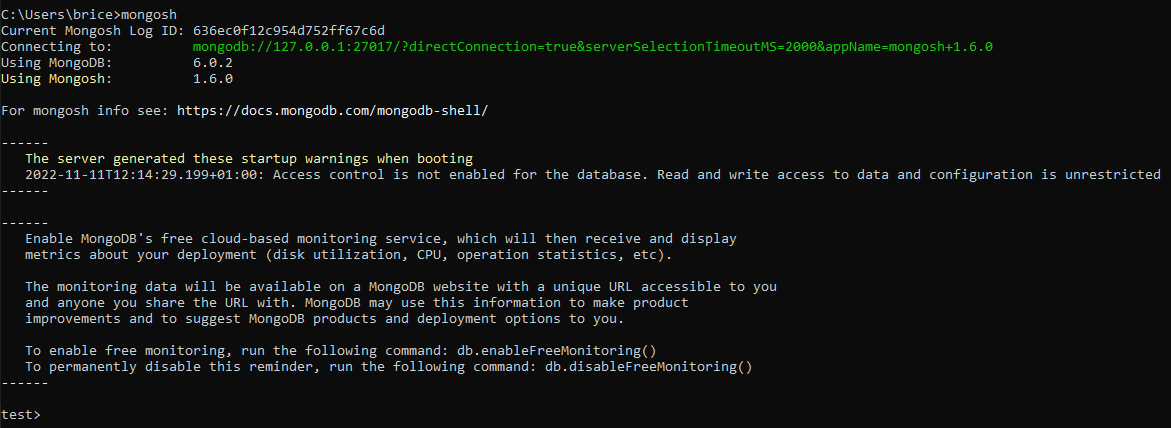 C:\Users\brice>mongosh
Current Mongosh Log ID: 636ec0f12c954d752ff67c6d
Connecting to:          mongodb://127.0.0.1:27017/?directConnection=true&serverSelectionTimeoutMS=2000&appName=mongosh+1.6.0
Using MongoDB:          6.0.2
Using Mongosh:          1.6.0
For mongosh info see: https://docs.mongodb.com/mongodb-shell/
------
   The server generated these startup warnings when booting
   2022-11-11T12:14:29.199+01:00: Access control is not enabled for the database. Read and write access to data and configuration is unrestricted
------
------
   Enable MongoDB's free cloud-based monitoring service, which will then receive and display
   metrics about your deployment (disk utilization, CPU, operation statistics, etc).
   The monitoring data will be available on a MongoDB website with a unique URL accessible to you
   and anyone you share the URL with. MongoDB may use this information to make product
   improvements and to suggest MongoDB products and deployment options to you.
   To enable free monitoring, run the following command: db.enableFreeMonitoring()
   To permanently disable this reminder, run the following command: db.disableFreeMonitoring()
------
test>